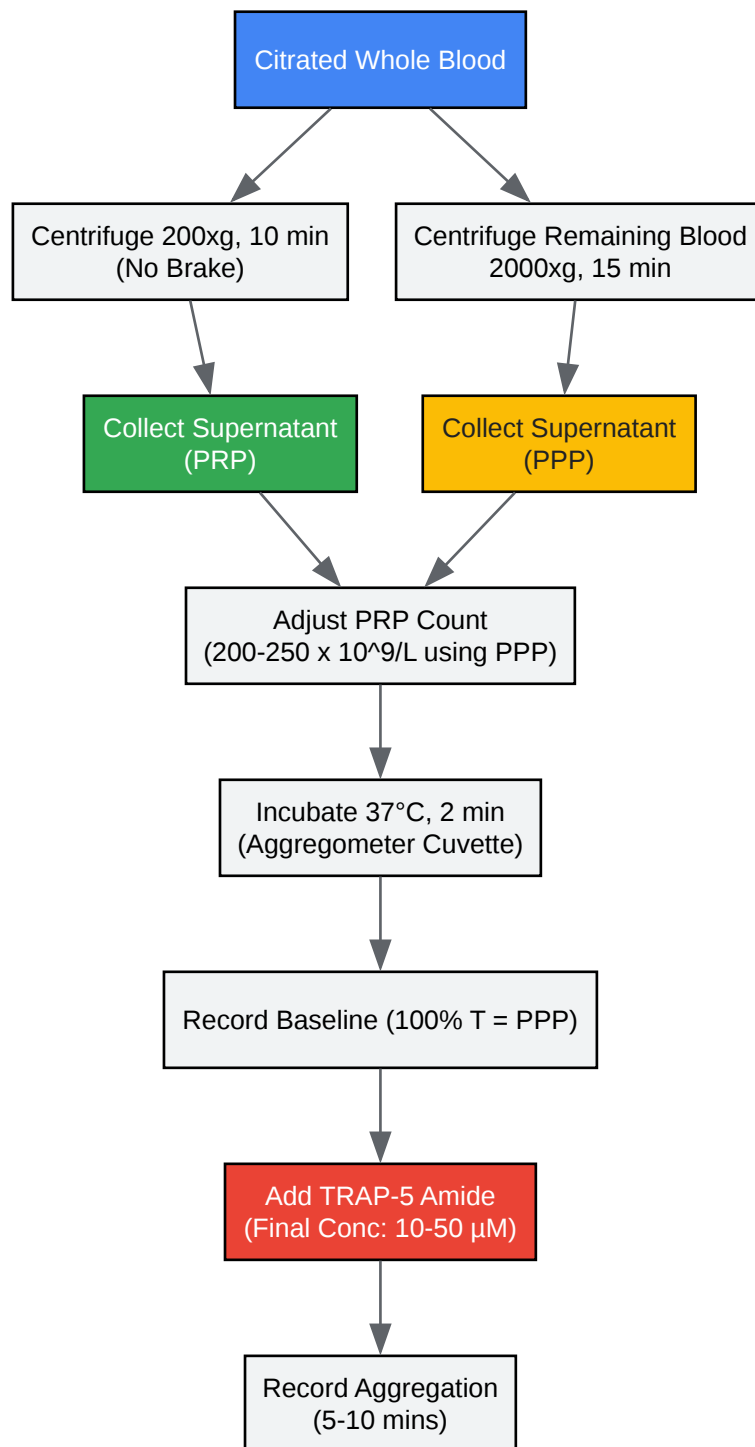 Citrated Whole Blood
Centrifuge 200xg, 10 min
(No Brake)
Centrifuge Remaining Blood
2000xg, 15 min
Collect Supernatant
(PRP)
Collect Supernatant
(PPP)
Adjust PRP Count
(200-250 x 10^9/L using PPP)
Incubate 37°C, 2 min
(Aggregometer Cuvette)
Record Baseline (100% T = PPP)
Add TRAP-5 Amide
(Final Conc: 10-50 µM)
Record Aggregation
(5-10 mins)